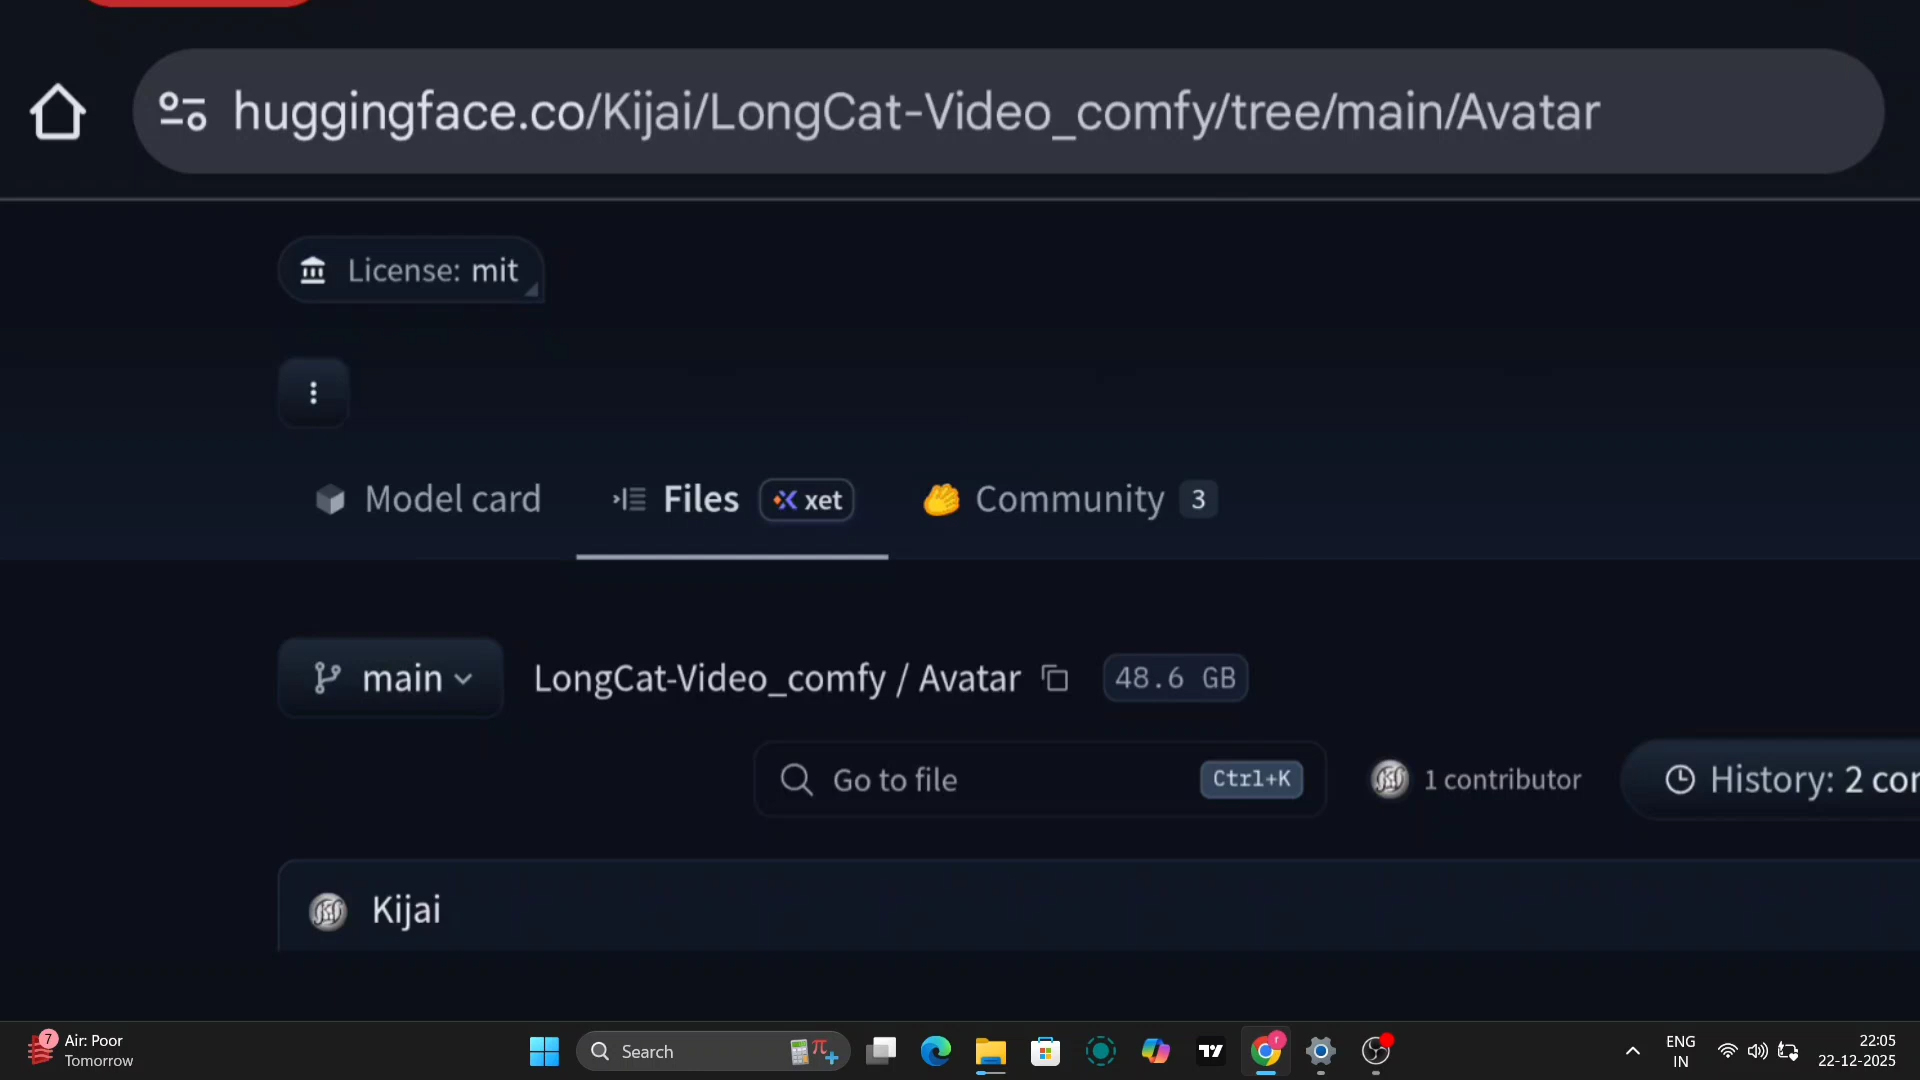 huggingface.co/Kijai/LongCat-Video_comfy/tree/main/Avatar
License: mit
Model card Files xet Community 3
main LongCat-Video_comfy / Avatar 48.6 GB
Go to file Ctrl+K 1 contributor History: 2 cor
Kijai
7 Air: Poor
Tomorrow
Search
ENG
IN
22:05
22-12-2025